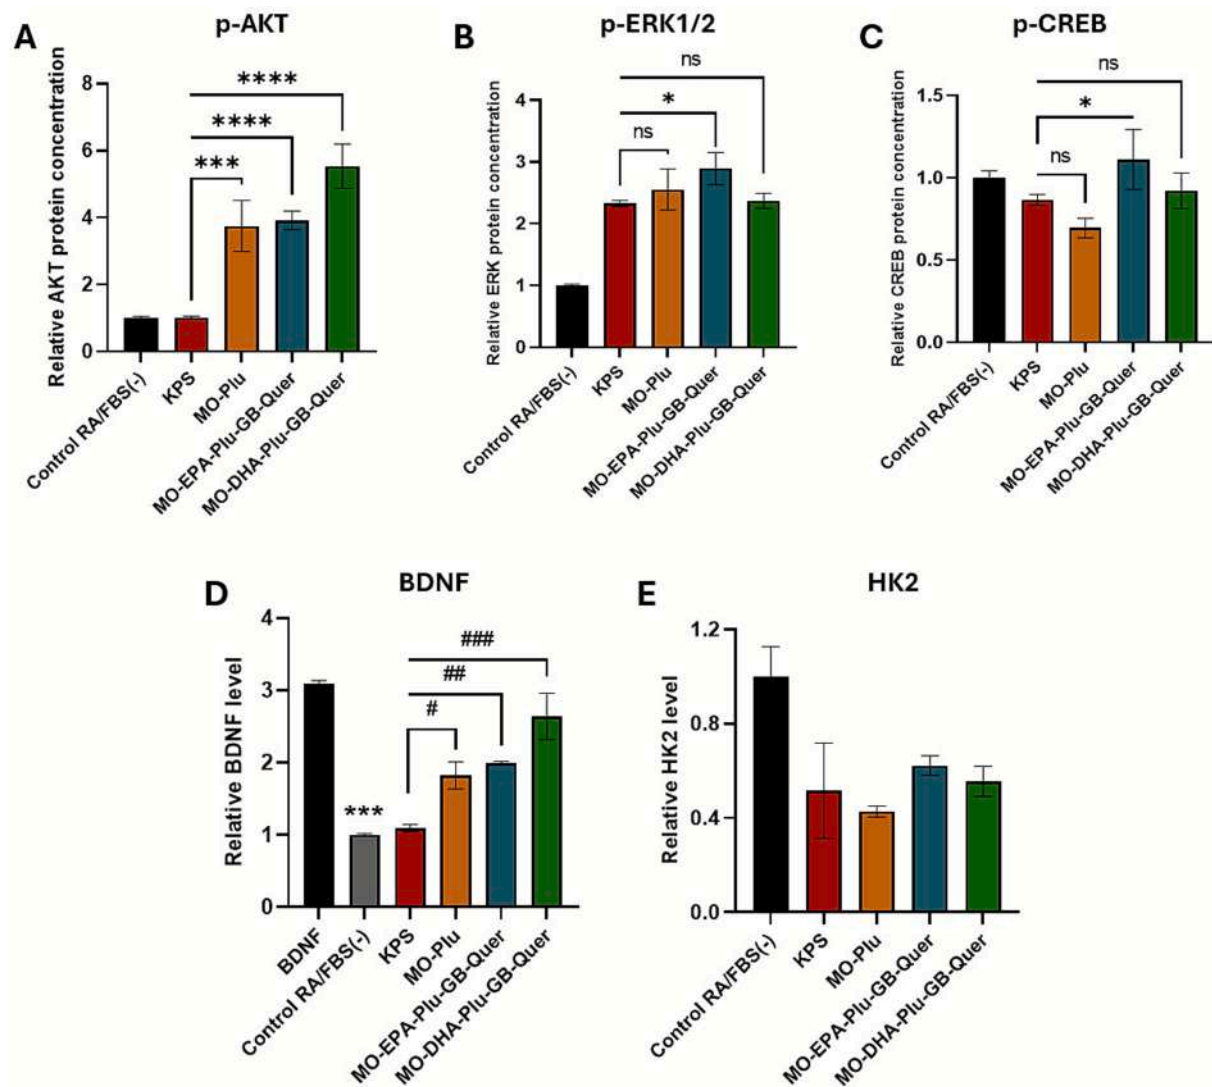 A
p-AKT
Relative AKT protein concentration
8
6
4
2
0
****
****
***
Control RA/FBS(-)
KPS
MO-Plu
MO-EPA-Plu-GB-Quer
MO-DHA-Plu-GB-Quer
B
p-ERK1/2
Relative ERK protein concentration
4
3
2
1
0
ns
*
ns
Control RA/FBS(-)
KPS
MO-Plu
MO-EPA-Plu-GB-Quer
MO-DHA-Plu-GB-Quer
C
p-CREB
Relative CREB protein concentration
1.5
1.0
0.5
0.0
ns
*
ns
Control RA/FBS(-)
KPS
MO-Plu
MO-EPA-Plu-GB-Quer
MO-DHA-Plu-GB-Quer
D
BDNF
Relative BDNF level
4
3
2
1
0
###
##
#
***
BDNF
Control RA/FBS(-)
KPS
MO-Plu
MO-EPA-Plu-GB-Quer
MO-DHA-Plu-GB-Quer
E
HK2
Relative HK2 level
1.2
0.8
0.4
0.0
Control RA/FBS(-)
KPS
MO-Plu
MO-EPA-Plu-GB-Quer
MO-DHA-Plu-GB-Quer